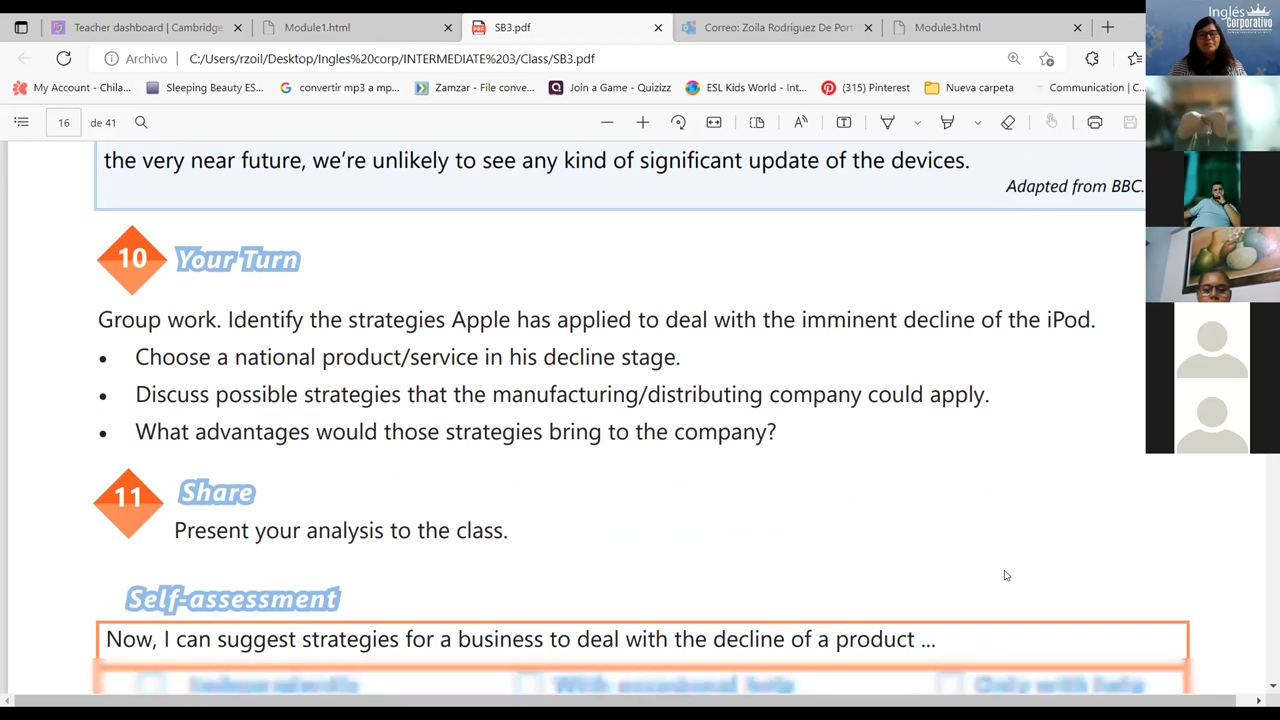 Teacher dashboard | Cambridge
Module1.html
SB3.pdf
Correo: Zoila Rodriguez De Port
Module3.html
Inglés
Corporativo
Archivo
C:/Users/rzoil/Desktop/Ingles%20corp/INTERMEDIATE%203/Class/SB3.pdf
My Account - Chila...
Sleeping Beauty ES...
convertir mp3 a mp...
Zamzar - File conve...
Join a Game - Quizizz
ESL Kids World - Int...
(315) Pinterest
Nueva carpeta
Communication | C...
16
de 41
the very near future, we're unlikely to see any kind of significant update of the devices.
Adapted from BBC.
10
Your Turn
Group work. Identify the strategies Apple has applied to deal with the imminent decline of the iPod.
• Choose a national product/service in his decline stage.
• Discuss possible strategies that the manufacturing/distributing company could apply.
• What advantages would those strategies bring to the company?
11
Share
Present your analysis to the class.
Self-assessment
Now, I can suggest strategies for a business to deal with the decline of a product ...
Independently
With occasional help
Only with help